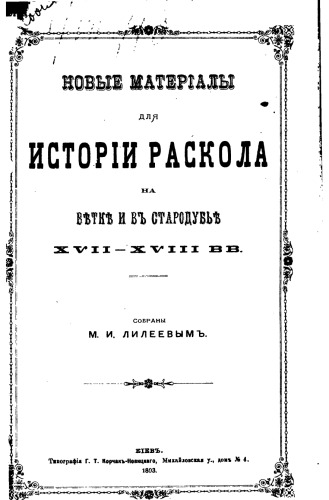 НОВЫЕ МАТЕРІАЛЫ
ДЛЯ
ИСТОРІИ РАСКОЛА
НА
ВѢТКѢ И ВЪ СТАРОДУБЬѢ
XVII–XVIII ВВ.
СОБРАНЫ
М. И. ЛИЛЕЕВЫМЪ.
КІЕВЪ.
Типографія Г. Т. Корчакъ-Новицкаго, Михайловская у., домъ № 4.
1893.